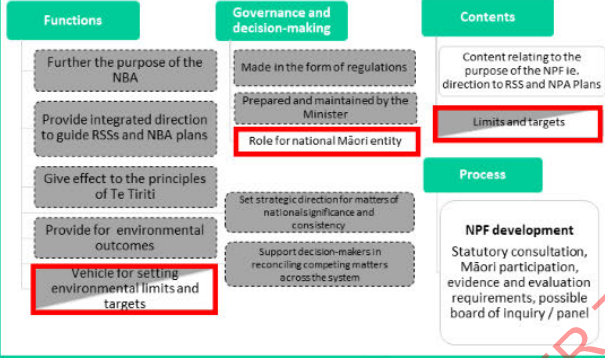 Functions
Further the purpose of the
NBA
Provide integrated direction
to guide RSSs and NBA plans
Give effect to the principles
of Te Tiriti
Provide for environmental
outcomes
Vehicle for setting
environmental limits and
targets
Governance and
decision-making
Made in the form of regulations
Prepared and maintained by the
Minister
Role for national Māori entity
Set strategic direction for matters of
national significance and
consistency
Support decision-makers in
reconciling competing matters
across the system
Contents
Content relating to the
purpose of the NPF ie.
direction to RSS and NPA Plans
Limits and targets
Process
NPF development
Statutory consultation,
Māori participation,
evidence and evaluation
requirements, possible
board of inquiry / panel